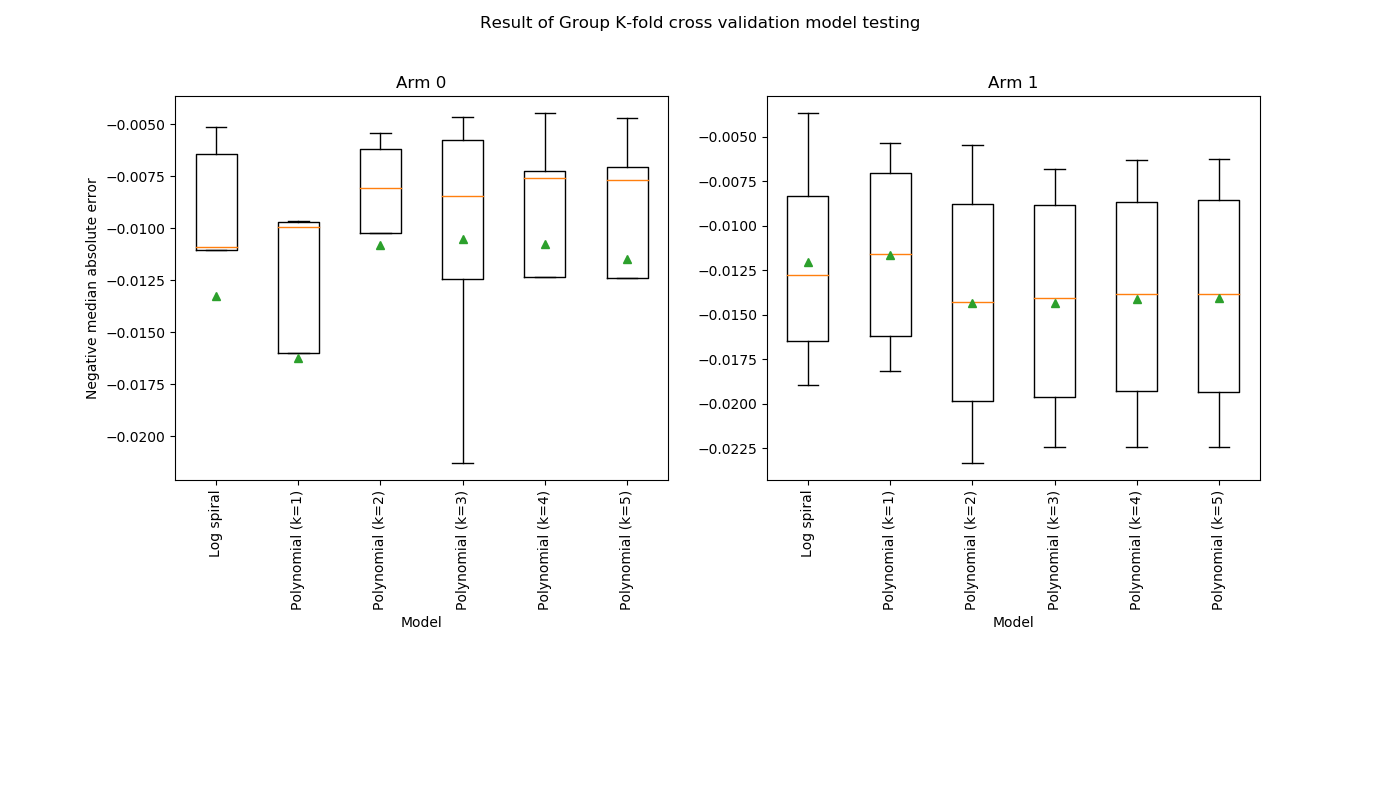 Result of Group K-fold cross validation model testing
Arm 0
Negative median absolute error
−0.0050
−0.0075
−0.0100
−0.0125
−0.0150
−0.0175
−0.0200
Log spiral
Polynomial (k=1)
Polynomial (k=2)
Polynomial (k=3)
Polynomial (k=4)
Polynomial (k=5)
Model
Arm 1
−0.0050
−0.0075
−0.0100
−0.0125
−0.0150
−0.0175
−0.0200
−0.0225
Log spiral
Polynomial (k=1)
Polynomial (k=2)
Polynomial (k=3)
Polynomial (k=4)
Polynomial (k=5)
Model